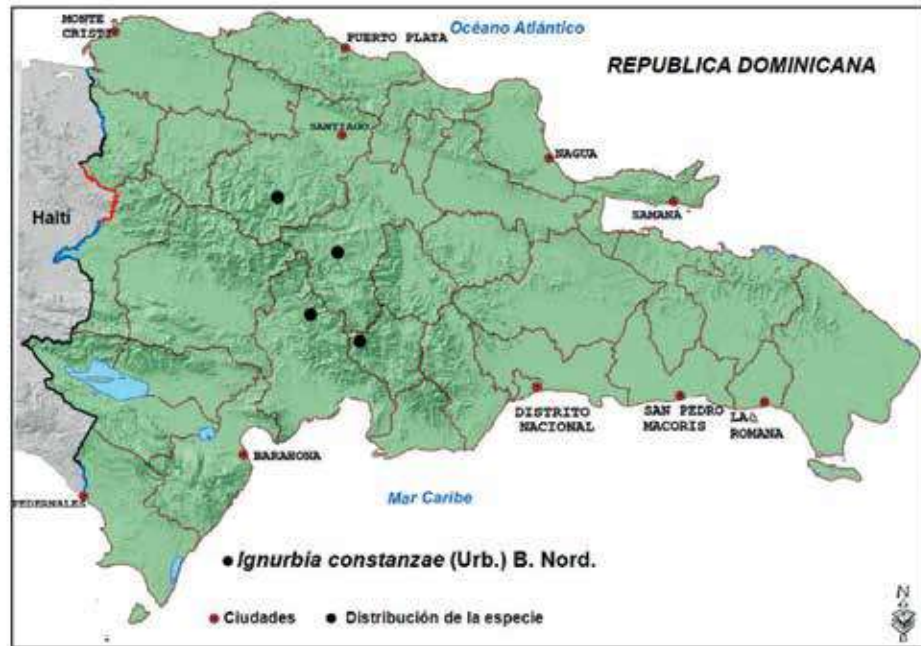 MONTE
CRISTI
PUERTO PLATA
Océano Atlántico
REPUBLICA DOMINICANA
SANTIAGO
NAGUA
SAMANA
Haití
DISTRITO
NACIONAL
SAN PEDRO
MACORIS
LA
ROMANA
BARAHONA
PEDERNALES
Mar Caribe
Ignurbia constanzae (Urb.) B. Nord.
Ciudades
Distribución de la especie
N